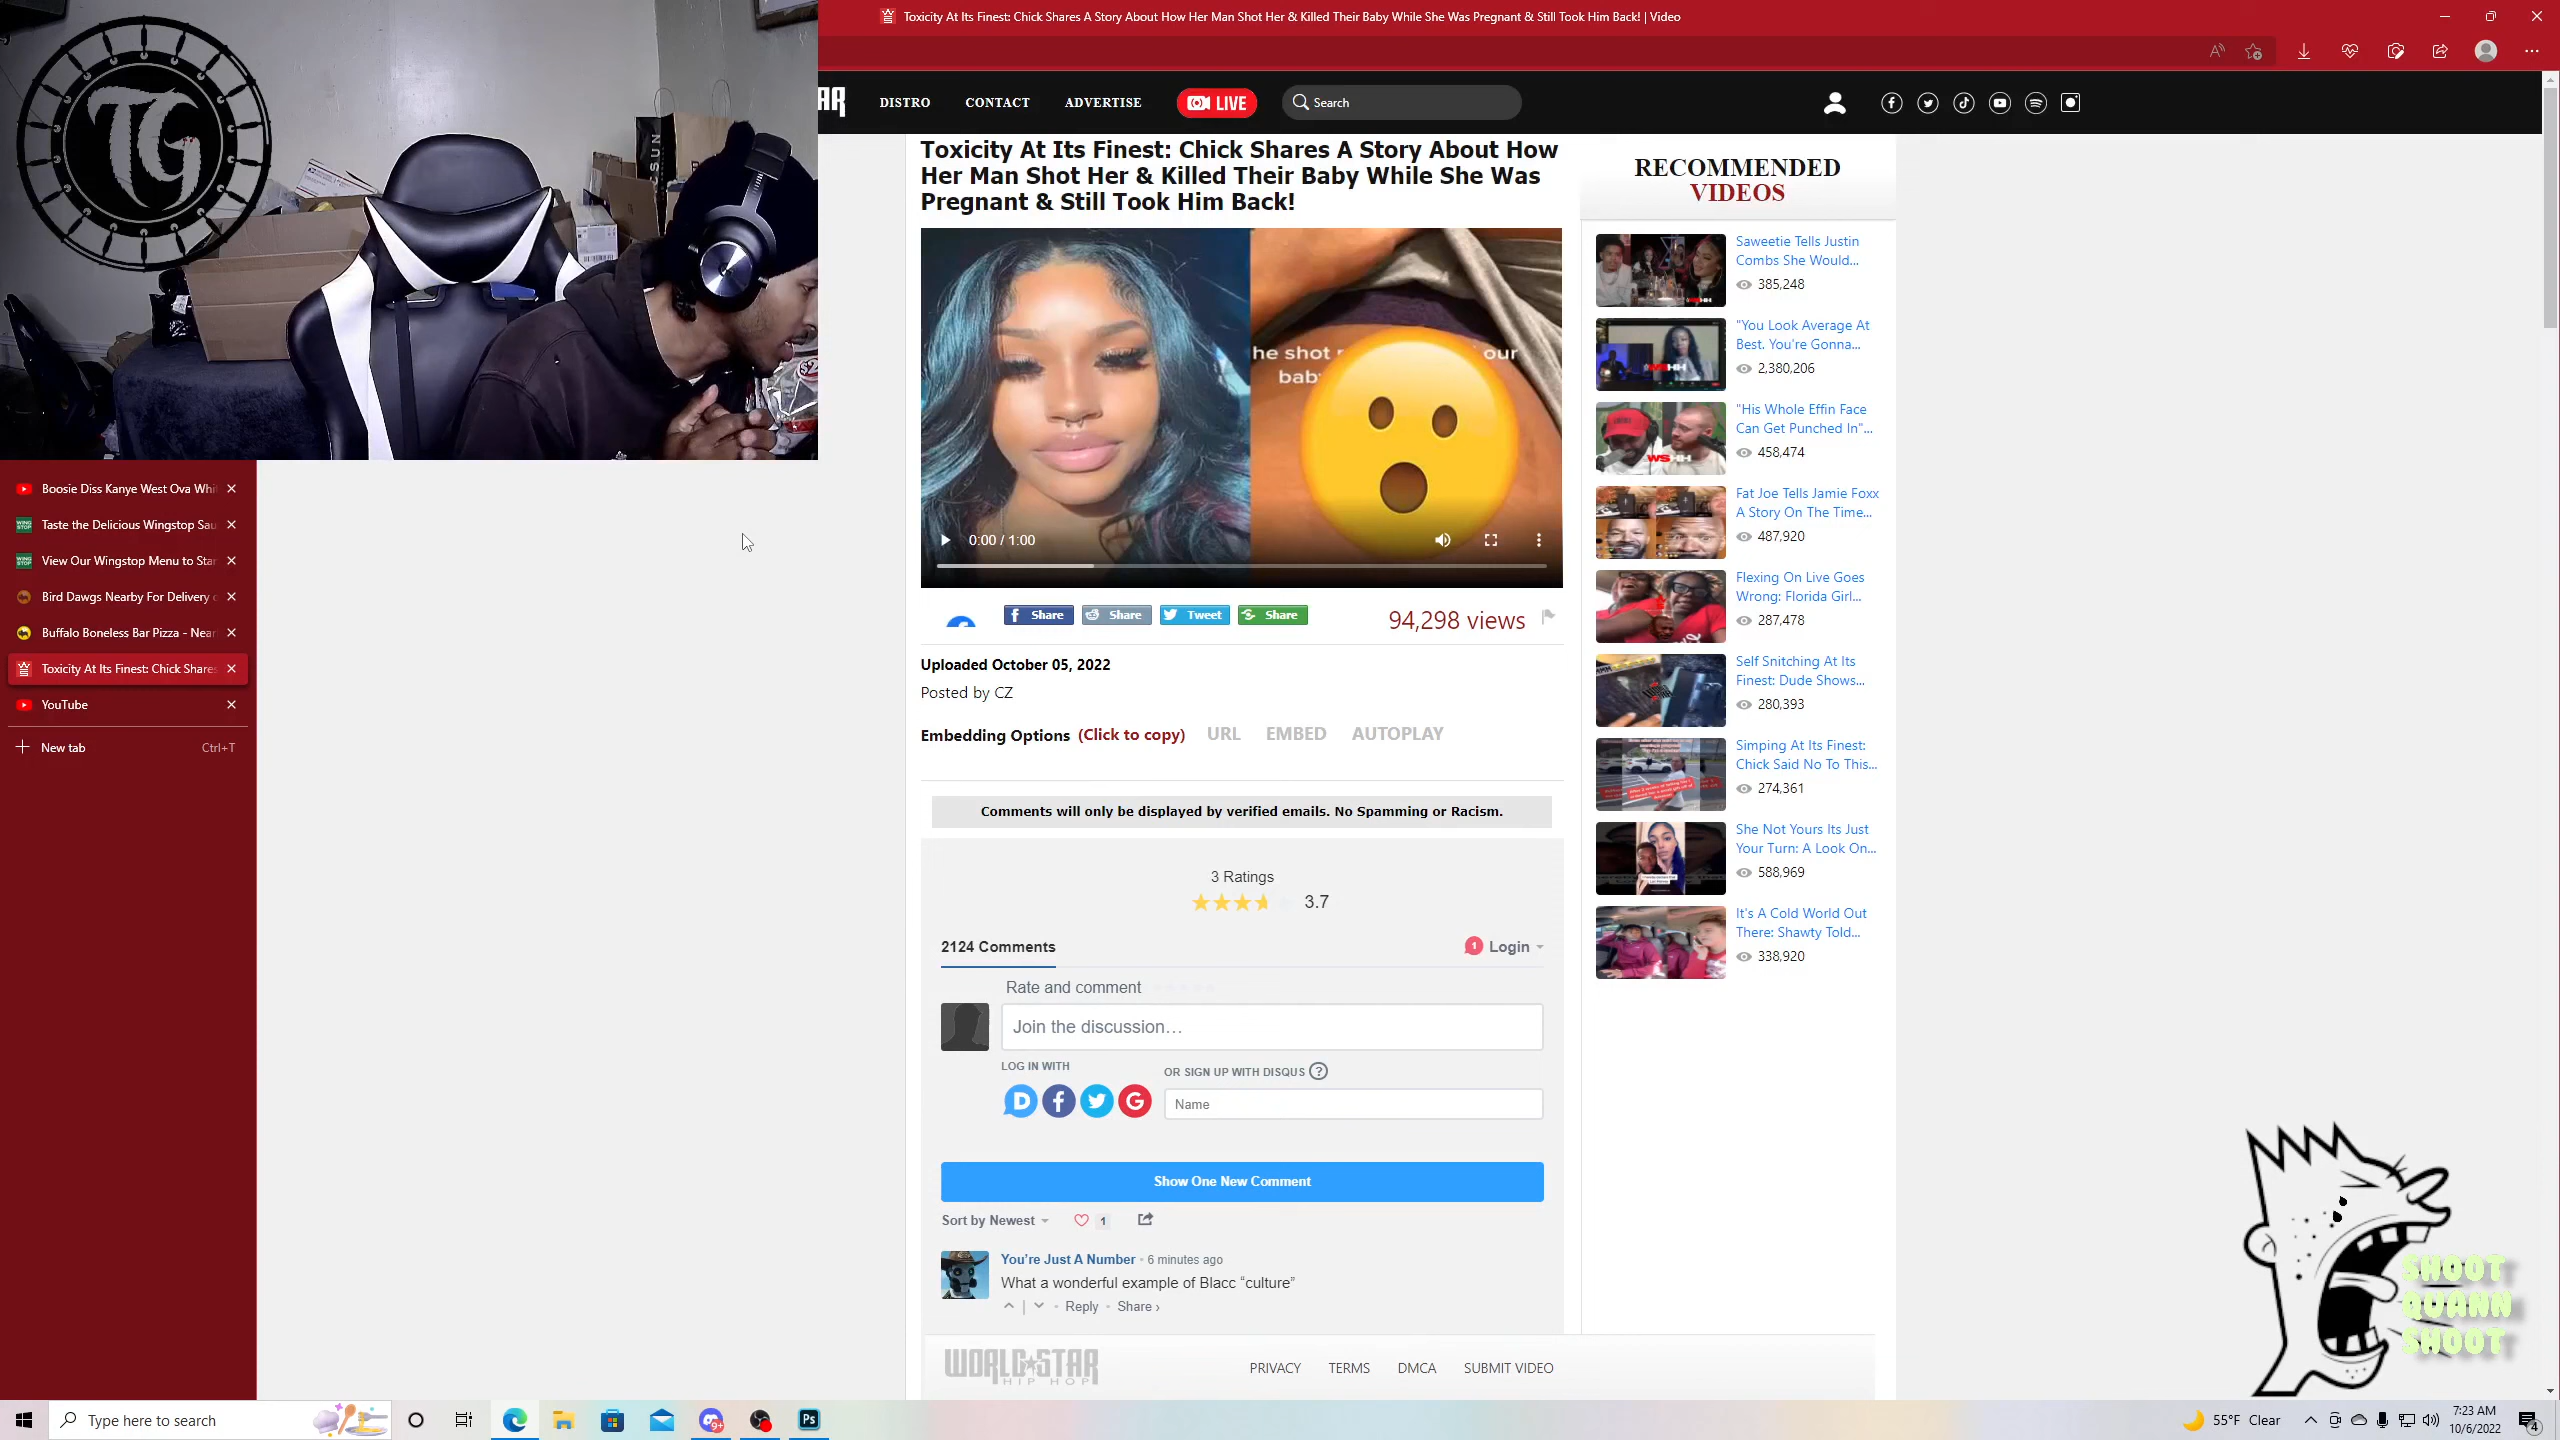 Toxicity At Its Finest: Chick Shares A Story About How Her Man Shot Her & Killed Their Baby While She Was Pregnant & Still Took Him Back! | Video
TG
DISTRO
CONTACT
ADVERTISE
LIVE
Search
Toxicity At Its Finest: Chick Shares A Story About How
Her Man Shot Her & Killed Their Baby While She Was
Pregnant & Still Took Him Back!
he shot
our
0:00 / 1:00
Share
Share
Tweet
Share
94,298 views
Uploaded October 05, 2022
Posted by CZ
Embedding Options (Click to copy) URL EMBED AUTOPLAY
Comments will only be displayed by verified emails. No Spamming or Racism.
3 Ratings
3.7
2124 Comments
1 Login
Rate and comment
Join the discussion…
LOG IN WITH
OR SIGN UP WITH DISQUS ?
Name
Show One New Comment
Sort by Newest
1
You're Just A Number · 6 minutes ago
What a wonderful example of Blacc “culture”
Reply · Share ›
WORLDSTAR
HIP HOP
PRIVACY
TERMS
DMCA
SUBMIT VIDEO
RECOMMENDED
VIDEOS
Saweetie Tells Justin
Combs She Would...
385,248
"You Look Average At
Best. You're Gonna...
2,380,206
"His Whole Effin Face
Can Get Punched In"...
458,474
Fat Joe Tells Jamie Foxx
A Story On The Time...
487,920
Flexing On Live Goes
Wrong: Florida Girl...
287,478
Self Snitching At Its
Finest: Dude Shows...
280,393
Simping At Its Finest:
Chick Said No To This...
274,361
She Not Yours Its Just
Your Turn: A Look On...
588,969
It's A Cold World Out
There: Shawty Told...
338,920
Boosie Diss Kanye West Ova Whi
Taste the Delicious Wingstop Sau
View Our Wingstop Menu to Star
Bird Dawgs Nearby For Delivery
Buffalo Boneless Bar Pizza - Near
Toxicity At Its Finest: Chick Shares
YouTube
New tab
Ctrl+T
SHOOT
QUANN
SHOOT
Type here to search
Ps
55°F Clear
7:23 AM
10/6/2022
4